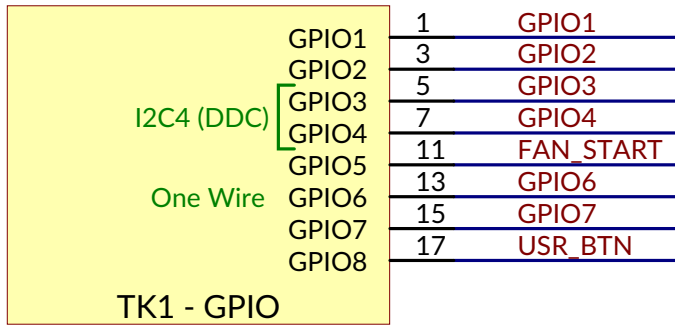 GPIO1 1 GPIO1
GPIO2 3 GPIO2
GPIO3 5 GPIO3
I2C4 (DDC)
GPIO4 7 GPIO4
GPIO5 11 FAN_START
One Wire GPIO6 13 GPIO6
GPIO7 15 GPIO7
GPIO8 17 USR_BTN
TK1 - GPIO